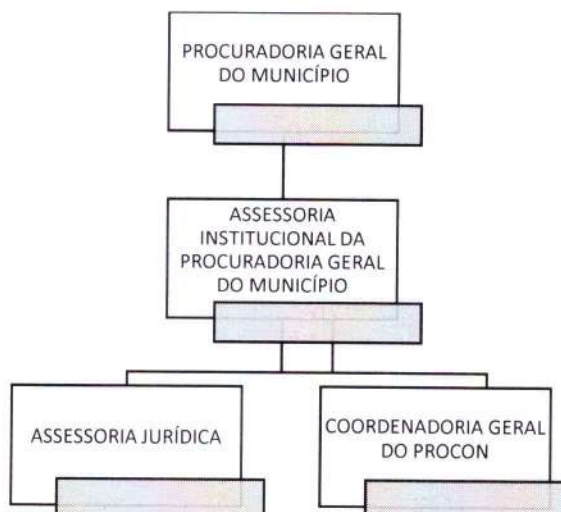 PROCURADORIA GERAL
DO MUNICÍPIO
ASSESSORIA
INSTITUCIONAL DA
PROCURADORIA GERAL
DO MUNICÍPIO
ASSESSORIA JURÍDICA
COORDENADORIA GERAL
DO PROCON